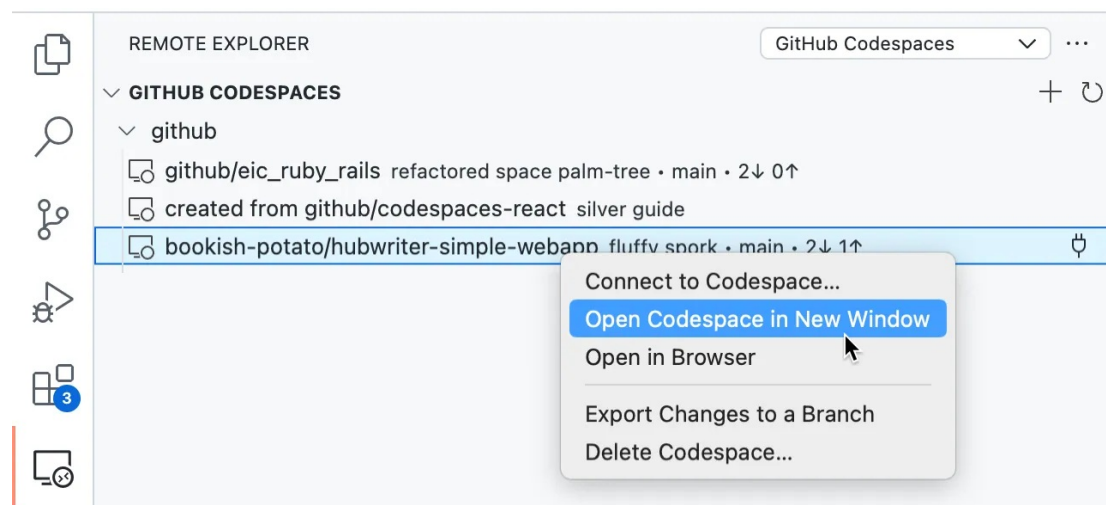 REMOTE EXPLORER
GitHub Codespaces
GITHUB CODESPACES
github
github/eic_ruby_rails refactored space palm-tree • main • 2↓ 0↑
created from github/codespaces-react silver guide
bookish-potato/hubwriter-simple-webapp fluffy spork • main • 2↓ 1↑
Connect to Codespace...
Open Codespace in New Window
Open in Browser
Export Changes to a Branch
Delete Codespace...
3